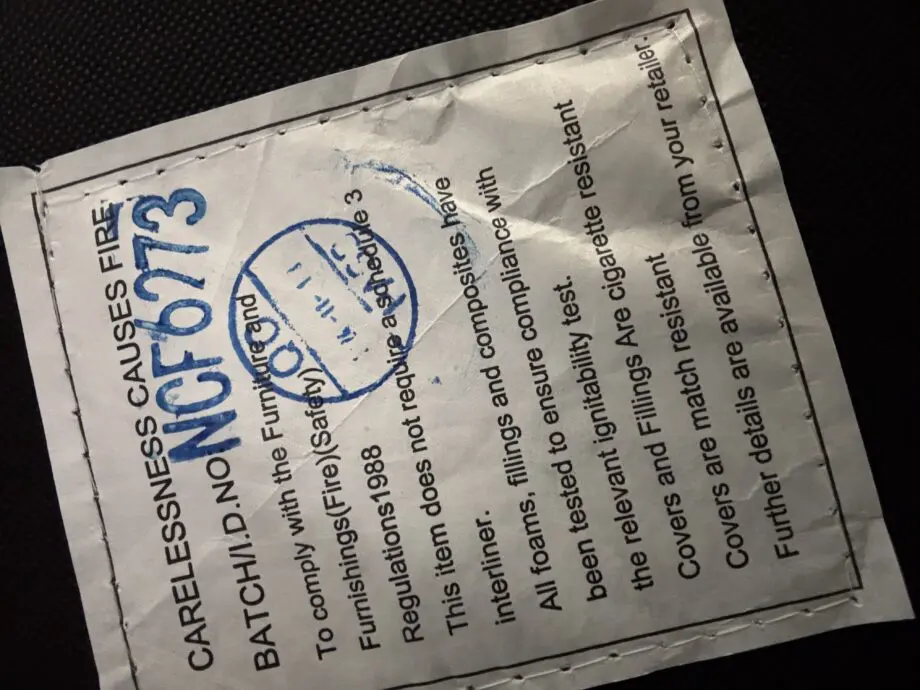 CARELESSNESS CAUSES FIRE
BATCH/I.D.NO NCF6773
To comply with the Furniture and
Furnishings(Fire)(Safety)
Regulations1988
This item does not require a schedule 3
interliner.
All foams, fillings and composites have
been tested to ensure compliance with
the relevant ignitability test.
Covers and Fillings Are cigarette resistant
Covers are match resistant
Further details are available from your retailer.